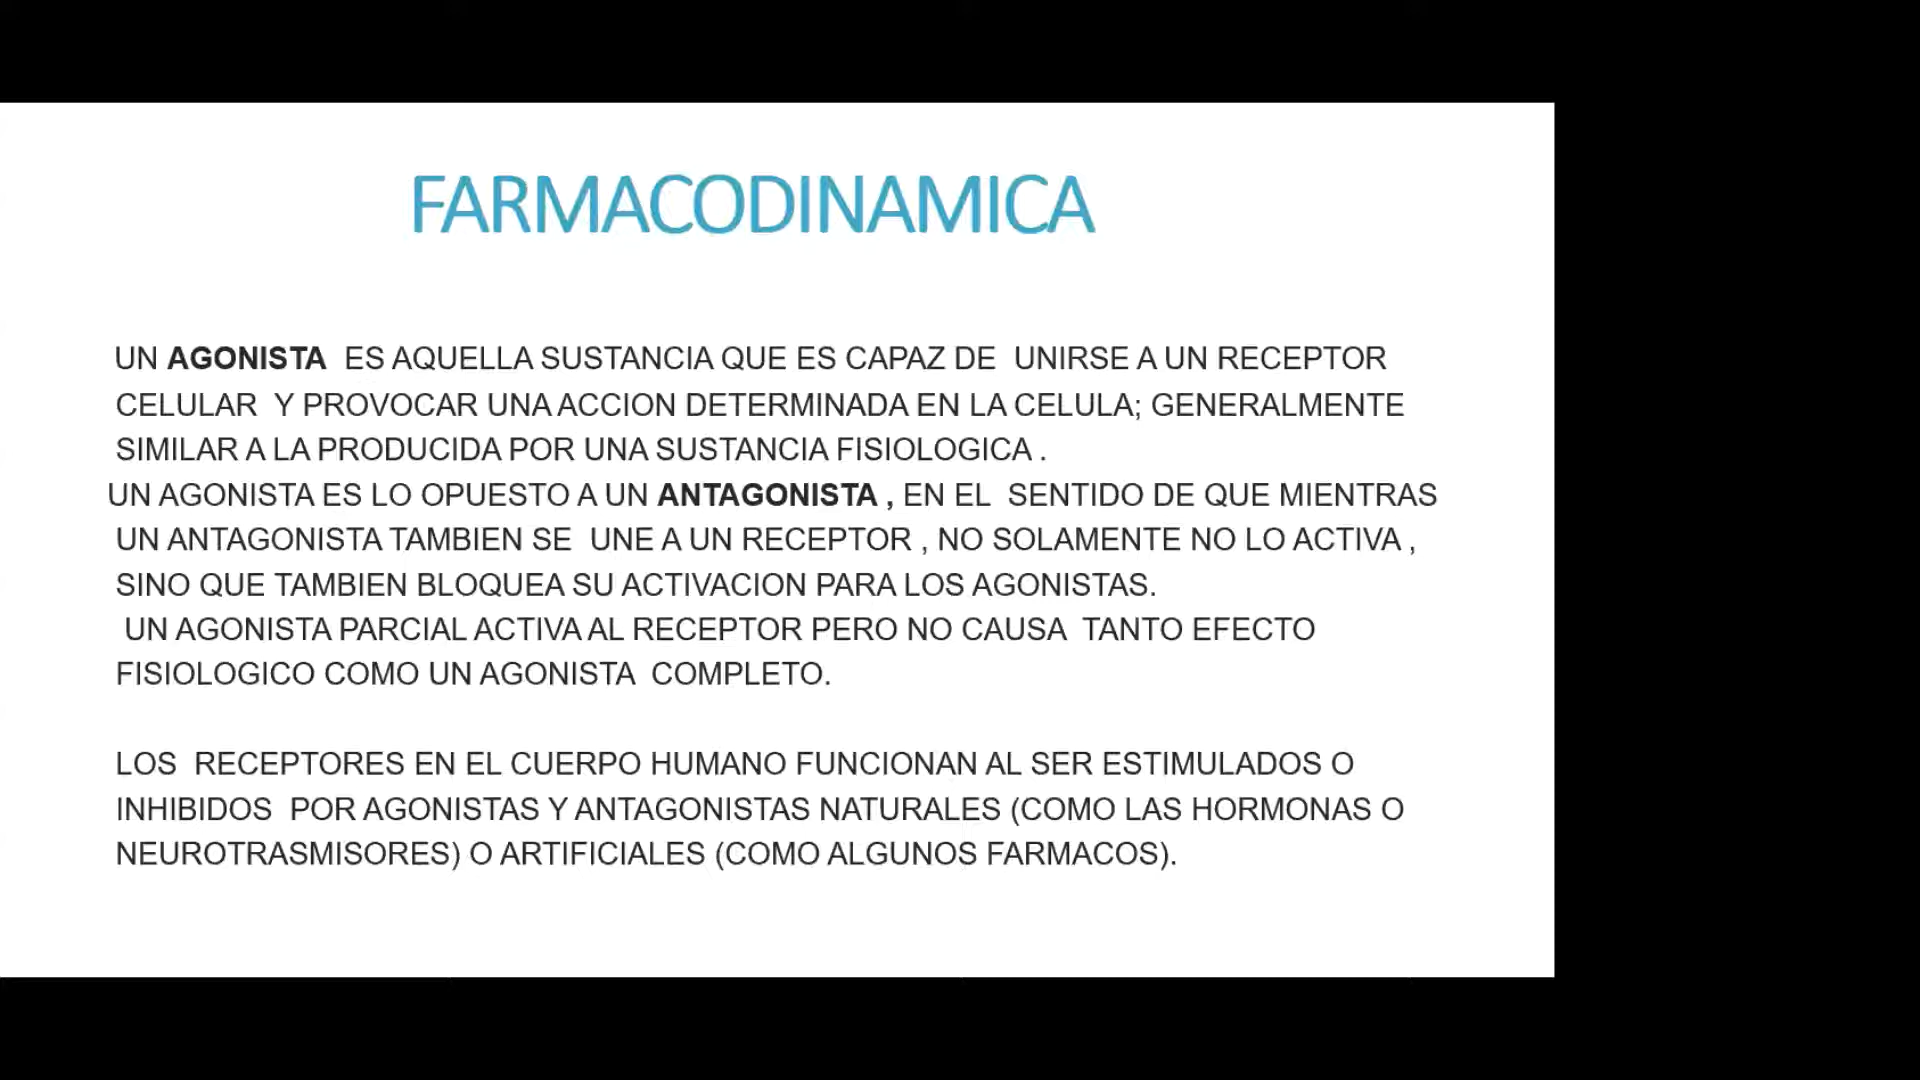 FARMACODINAMICA
UN AGONISTA ES AQUELLA SUSTANCIA QUE ES CAPAZ DE UNIRSE A UN RECEPTOR
CELULAR Y PROVOCAR UNA ACCION DETERMINADA EN LA CELULA; GENERALMENTE
SIMILAR A LA PRODUCIDA POR UNA SUSTANCIA FISIOLOGICA .
UN AGONISTA ES LO OPUESTO A UN ANTAGONISTA , EN EL SENTIDO DE QUE MIENTRAS
UN ANTAGONISTA TAMBIEN SE UNE A UN RECEPTOR , NO SOLAMENTE NO LO ACTIVA ,
SINO QUE TAMBIEN BLOQUEA SU ACTIVACION PARA LOS AGONISTAS.
UN AGONISTA PARCIAL ACTIVA AL RECEPTOR PERO NO CAUSA TANTO EFECTO
FISIOLOGICO COMO UN AGONISTA COMPLETO.
LOS RECEPTORES EN EL CUERPO HUMANO FUNCIONAN AL SER ESTIMULADOS O
INHIBIDOS POR AGONISTAS Y ANTAGONISTAS NATURALES (COMO LAS HORMONAS O
NEUROTRASMISORES) O ARTIFICIALES (COMO ALGUNOS FARMACOS).